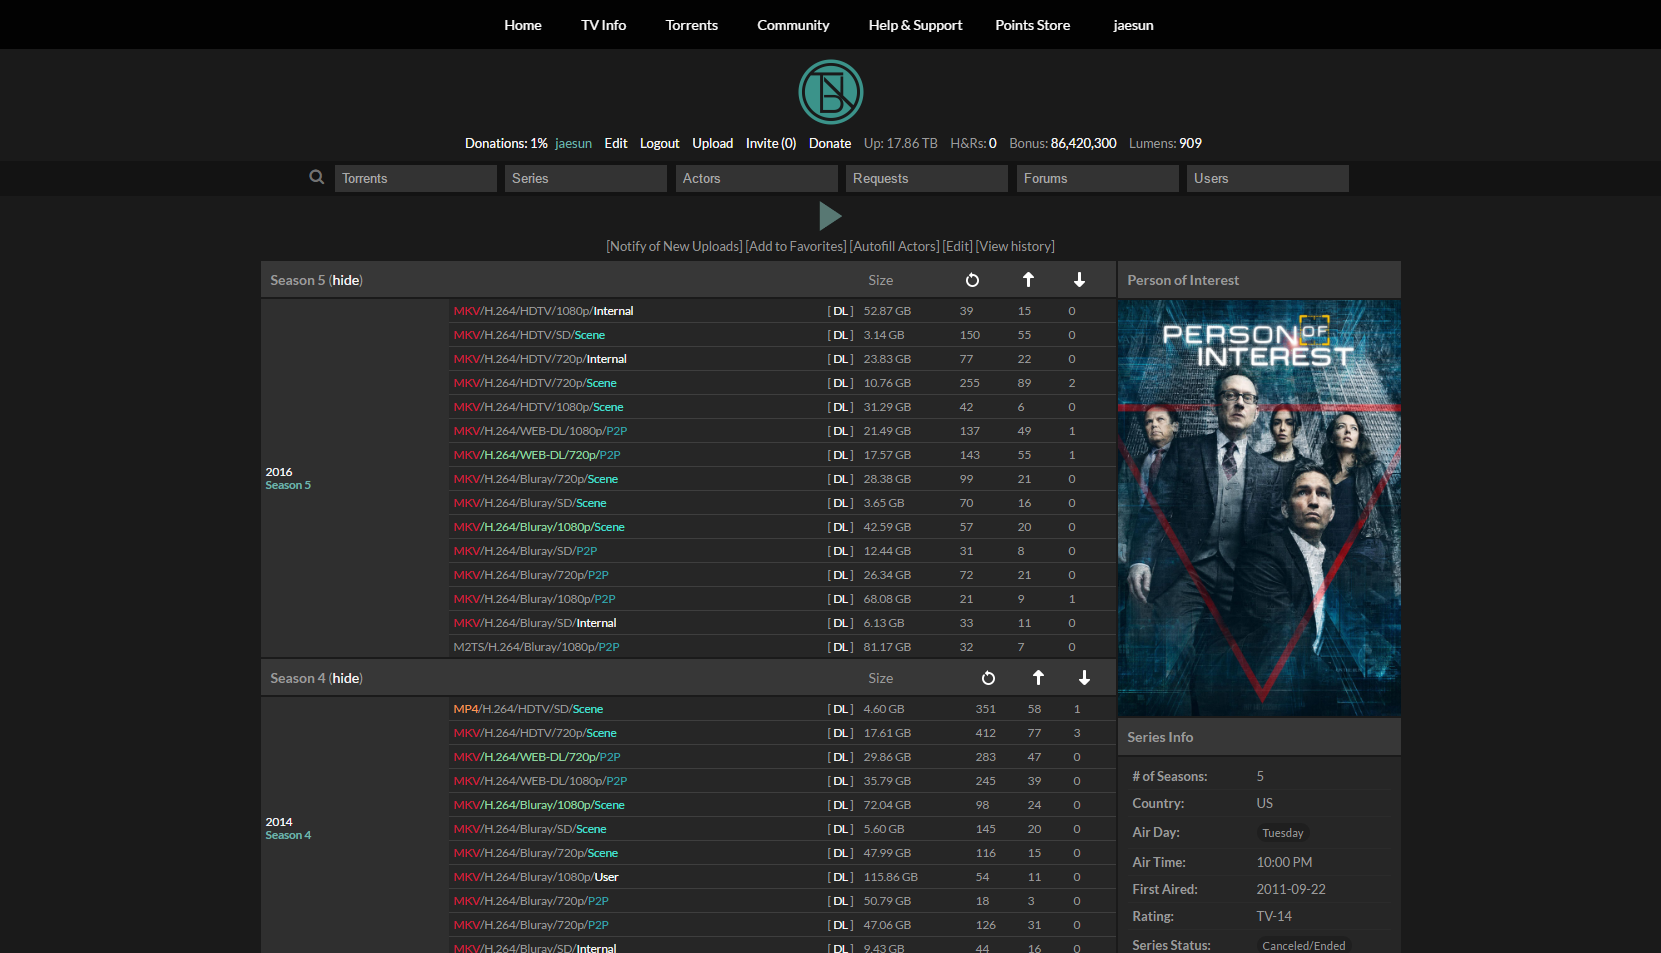 Home TV Info Torrents Community Help & Support Points Store jaesun
TBN
Donations: 1% jaesun Edit Logout Upload Invite (0) Donate Up: 17.86 TB H&Rs: 0 Bonus: 86,420,300 Lumens: 909
Torrents Series Actors Requests Forums Users
[Notify of New Uploads] [Add to Favorites] [Autofill Actors] [Edit] [View history]
Season 5 (hide) Size
MKV/H.264/HDTV/1080p/Internal [ DL ] 52.87 GB 39 15 0
MKV/H.264/HDTV/SD/Scene [ DL ] 3.14 GB 150 55 0
MKV/H.264/HDTV/720p/Internal [ DL ] 23.83 GB 77 22 0
MKV/H.264/HDTV/720p/Scene [ DL ] 10.76 GB 255 89 2
MKV/H.264/HDTV/1080p/Scene [ DL ] 31.29 GB 42 6 0
MKV/H.264/WEB-DL/1080p/P2P [ DL ] 21.49 GB 137 49 1
MKV/H.264/WEB-DL/720p/P2P [ DL ] 17.57 GB 143 55 1
2016
Season 5
MKV/H.264/Bluray/720p/Scene [ DL ] 28.38 GB 99 21 0
MKV/H.264/Bluray/SD/Scene [ DL ] 3.65 GB 70 16 0
MKV/H.264/Bluray/1080p/Scene [ DL ] 42.59 GB 57 20 0
MKV/H.264/Bluray/SD/P2P [ DL ] 12.44 GB 31 8 0
MKV/H.264/Bluray/720p/P2P [ DL ] 26.34 GB 72 21 0
MKV/H.264/Bluray/1080p/P2P [ DL ] 68.08 GB 21 9 1
MKV/H.264/Bluray/SD/Internal [ DL ] 6.13 GB 33 11 0
M2TS/H.264/Bluray/1080p/P2P [ DL ] 81.17 GB 32 7 0
Season 4 (hide) Size
MP4/H.264/HDTV/SD/Scene [ DL ] 4.60 GB 351 58 1
MKV/H.264/HDTV/720p/Scene [ DL ] 17.61 GB 412 77 3
MKV/H.264/WEB-DL/720p/P2P [ DL ] 29.86 GB 283 47 0
MKV/H.264/WEB-DL/1080p/P2P [ DL ] 35.79 GB 245 39 0
MKV/H.264/Bluray/1080p/Scene [ DL ] 72.04 GB 98 24 0
2014
Season 4
MKV/H.264/Bluray/SD/Scene [ DL ] 5.60 GB 145 20 0
MKV/H.264/Bluray/720p/Scene [ DL ] 47.99 GB 116 15 0
MKV/H.264/Bluray/1080p/User [ DL ] 115.86 GB 54 11 0
MKV/H.264/Bluray/720p/P2P [ DL ] 50.79 GB 18 3 0
MKV/H.264/Bluray/720p/P2P [ DL ] 47.06 GB 126 31 0
MKV/H.264/Bluray/SD/Internal [ DL ] 9.43 GB 44 16 0
Person of Interest
PERSON OF
INTEREST
Series Info
# of Seasons: 5
Country: US
Air Day: Tuesday
Air Time: 10:00 PM
First Aired: 2011-09-22
Rating: TV-14
Series Status: Canceled/Ended